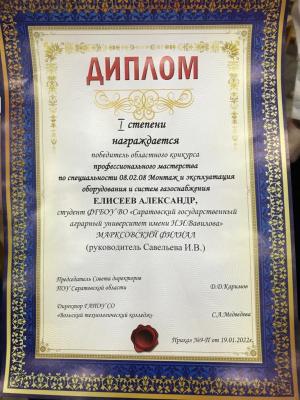 ДИПЛОМ
I степени
награждается
победитель областного конкурса
профессионального мастерства
по специальности 08.02.08 Монтаж и эксплуатация
оборудования и систем газоснабжения
ЕЛИСЕЕВ АЛЕКСАНДР,
студент ФГБОУ ВО «Саратовский государственный
аграрный университет имени Н.И.Вавилова»
МАРКСОВСКИЙ ФИЛИАЛ
(руководитель Савельева И.В.)
Председатель Совета директоров
ПОУ Саратовской области
Д.Ф.Каримов
Директор ГАПОУ СО
«Вольский технологический колледж»
С.А.Медведева
Приказ №9-П от 19.01.2022г.